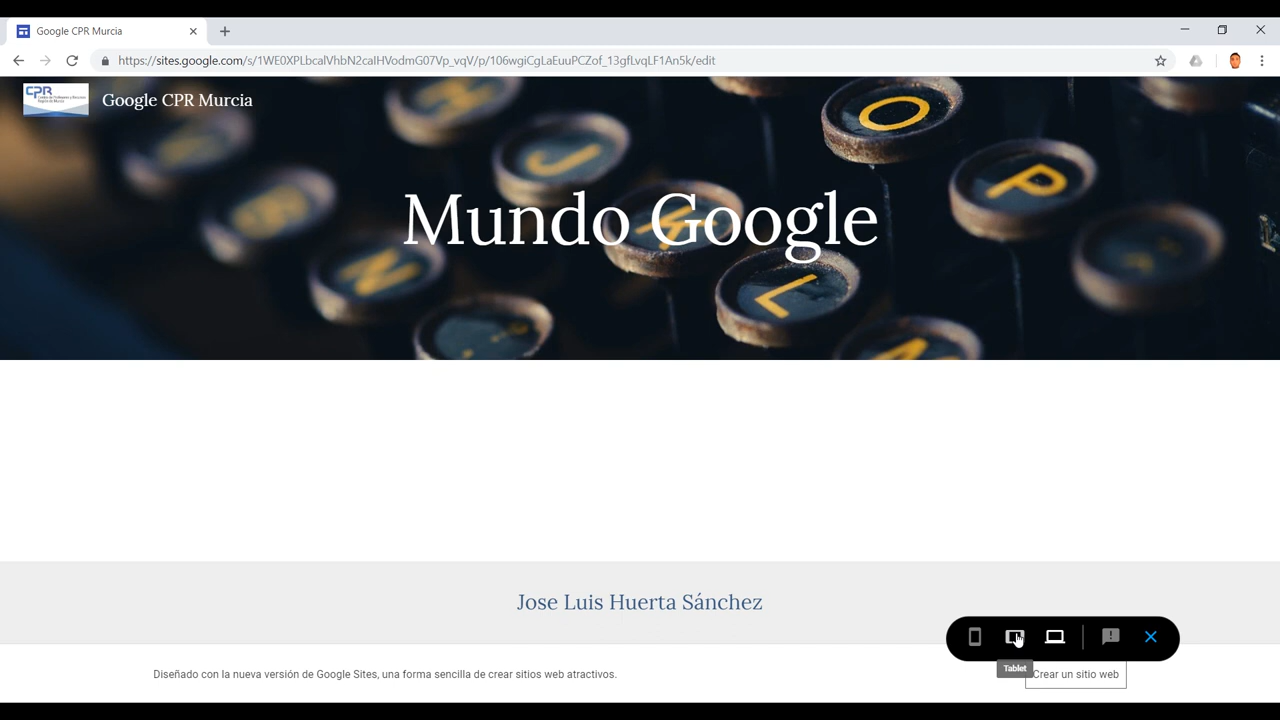 Google CPR Murcia
https://sites.google.com/s/1WE0XPLbcalVhbN2calHVodmG07Vp_vqV/p/106wgiCgLaEuuPCZof_13gfLvqLF1An5k/edit
CPR
Google CPR Murcia
O
J
P
K
N
L
Mundo Google
Jose Luis Huerta Sánchez
Tablet
Diseñado con la nueva versión de Google Sites, una forma sencilla de crear sitios web atractivos.
Crear un sitio web